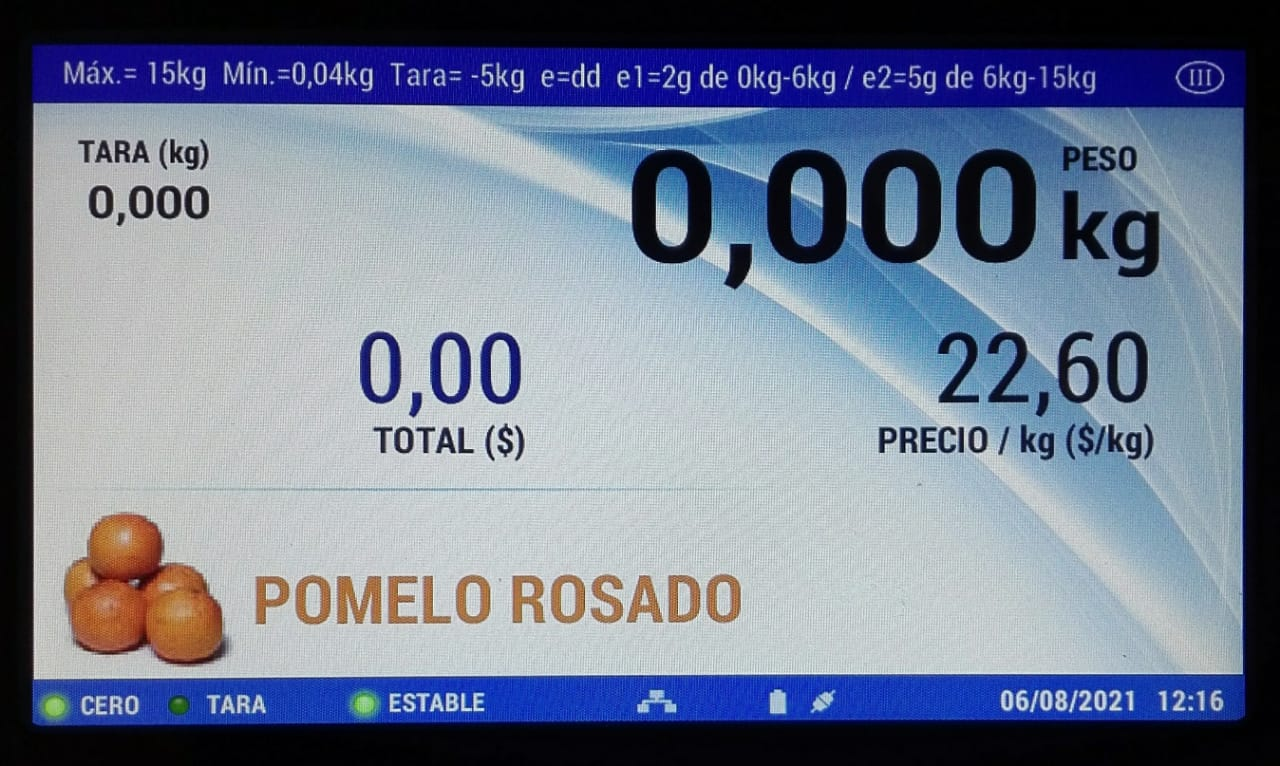 Máx.= 15kg Mín.=0,04kg Tara= -5kg e=dd e1=2g de 0kg-6kg / e2=5g de 6kg-15kg III
TARA (kg)
0,000
PESO
0,000 kg
0,00
TOTAL ($)
22,60
PRECIO / kg ($/kg)
POMELO ROSADO
CERO TARA ESTABLE 06/08/2021 12:16